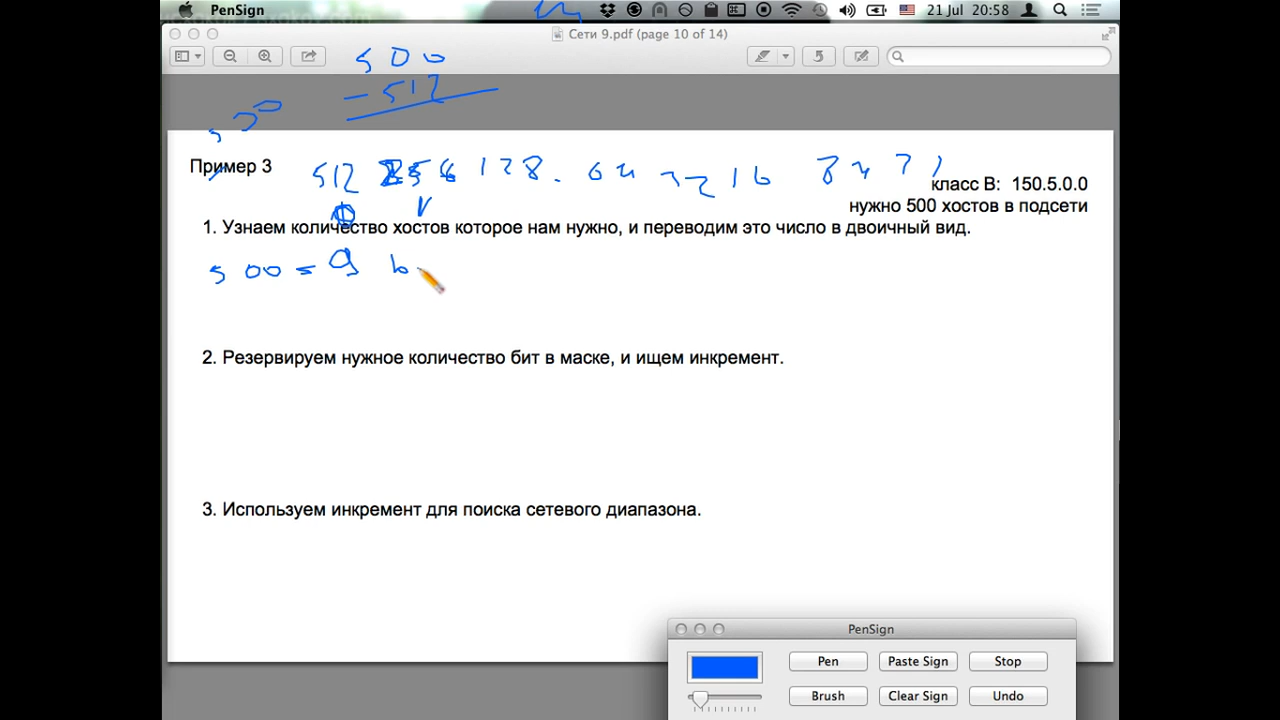 PenSign
21 Jul 20:58
Сети 9.pdf (page 10 of 14)
500
- 512
Пример 3
512 256 128 64 32 16 8 4 2 1
класс B: 150.5.0.0
нужно 500 хостов в подсети
1. Узнаем количество хостов которое нам нужно, и переводим это число в двоичный вид.
500 = 9 b
2. Резервируем нужное количество бит в маске, и ищем инкремент.
3. Используем инкремент для поиска сетевого диапазона.
PenSign
Pen
Paste Sign
Stop
Brush
Clear Sign
Undo